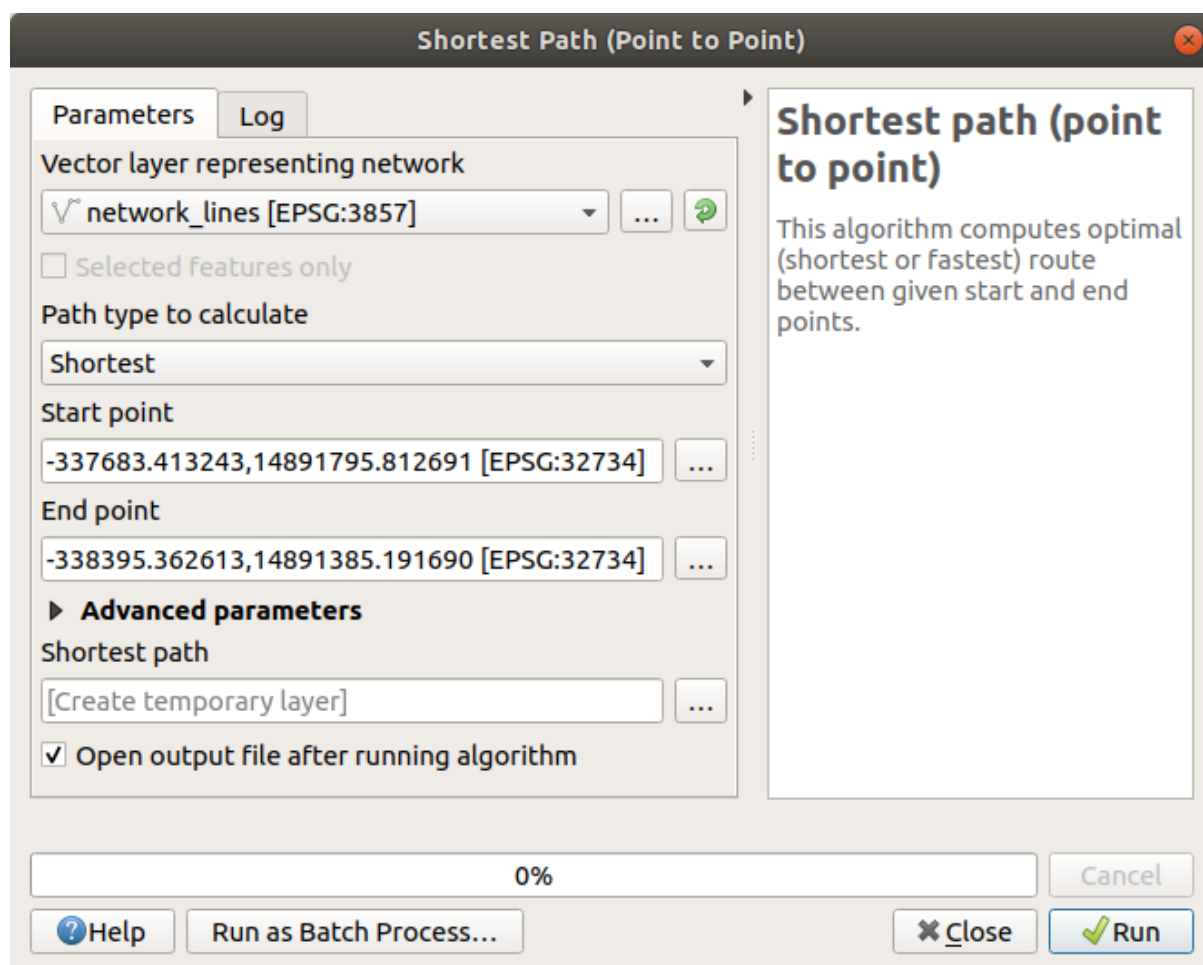 Shortest Path (Point to Point)
Parameters
Log
Vector layer representing network
network_lines [EPSG:3857]
...
Selected features only
Path type to calculate
Shortest
Start point
-337683.413243,14891795.812691 [EPSG:32734]
...
End point
-338395.362613,14891385.191690 [EPSG:32734]
...
Advanced parameters
Shortest path
[Create temporary layer]
...
Open output file after running algorithm
Shortest path (point
to point)
This algorithm computes optimal
(shortest or fastest) route
between given start and end
points.
0%
Cancel
Help
Run as Batch Process...
Close
Run